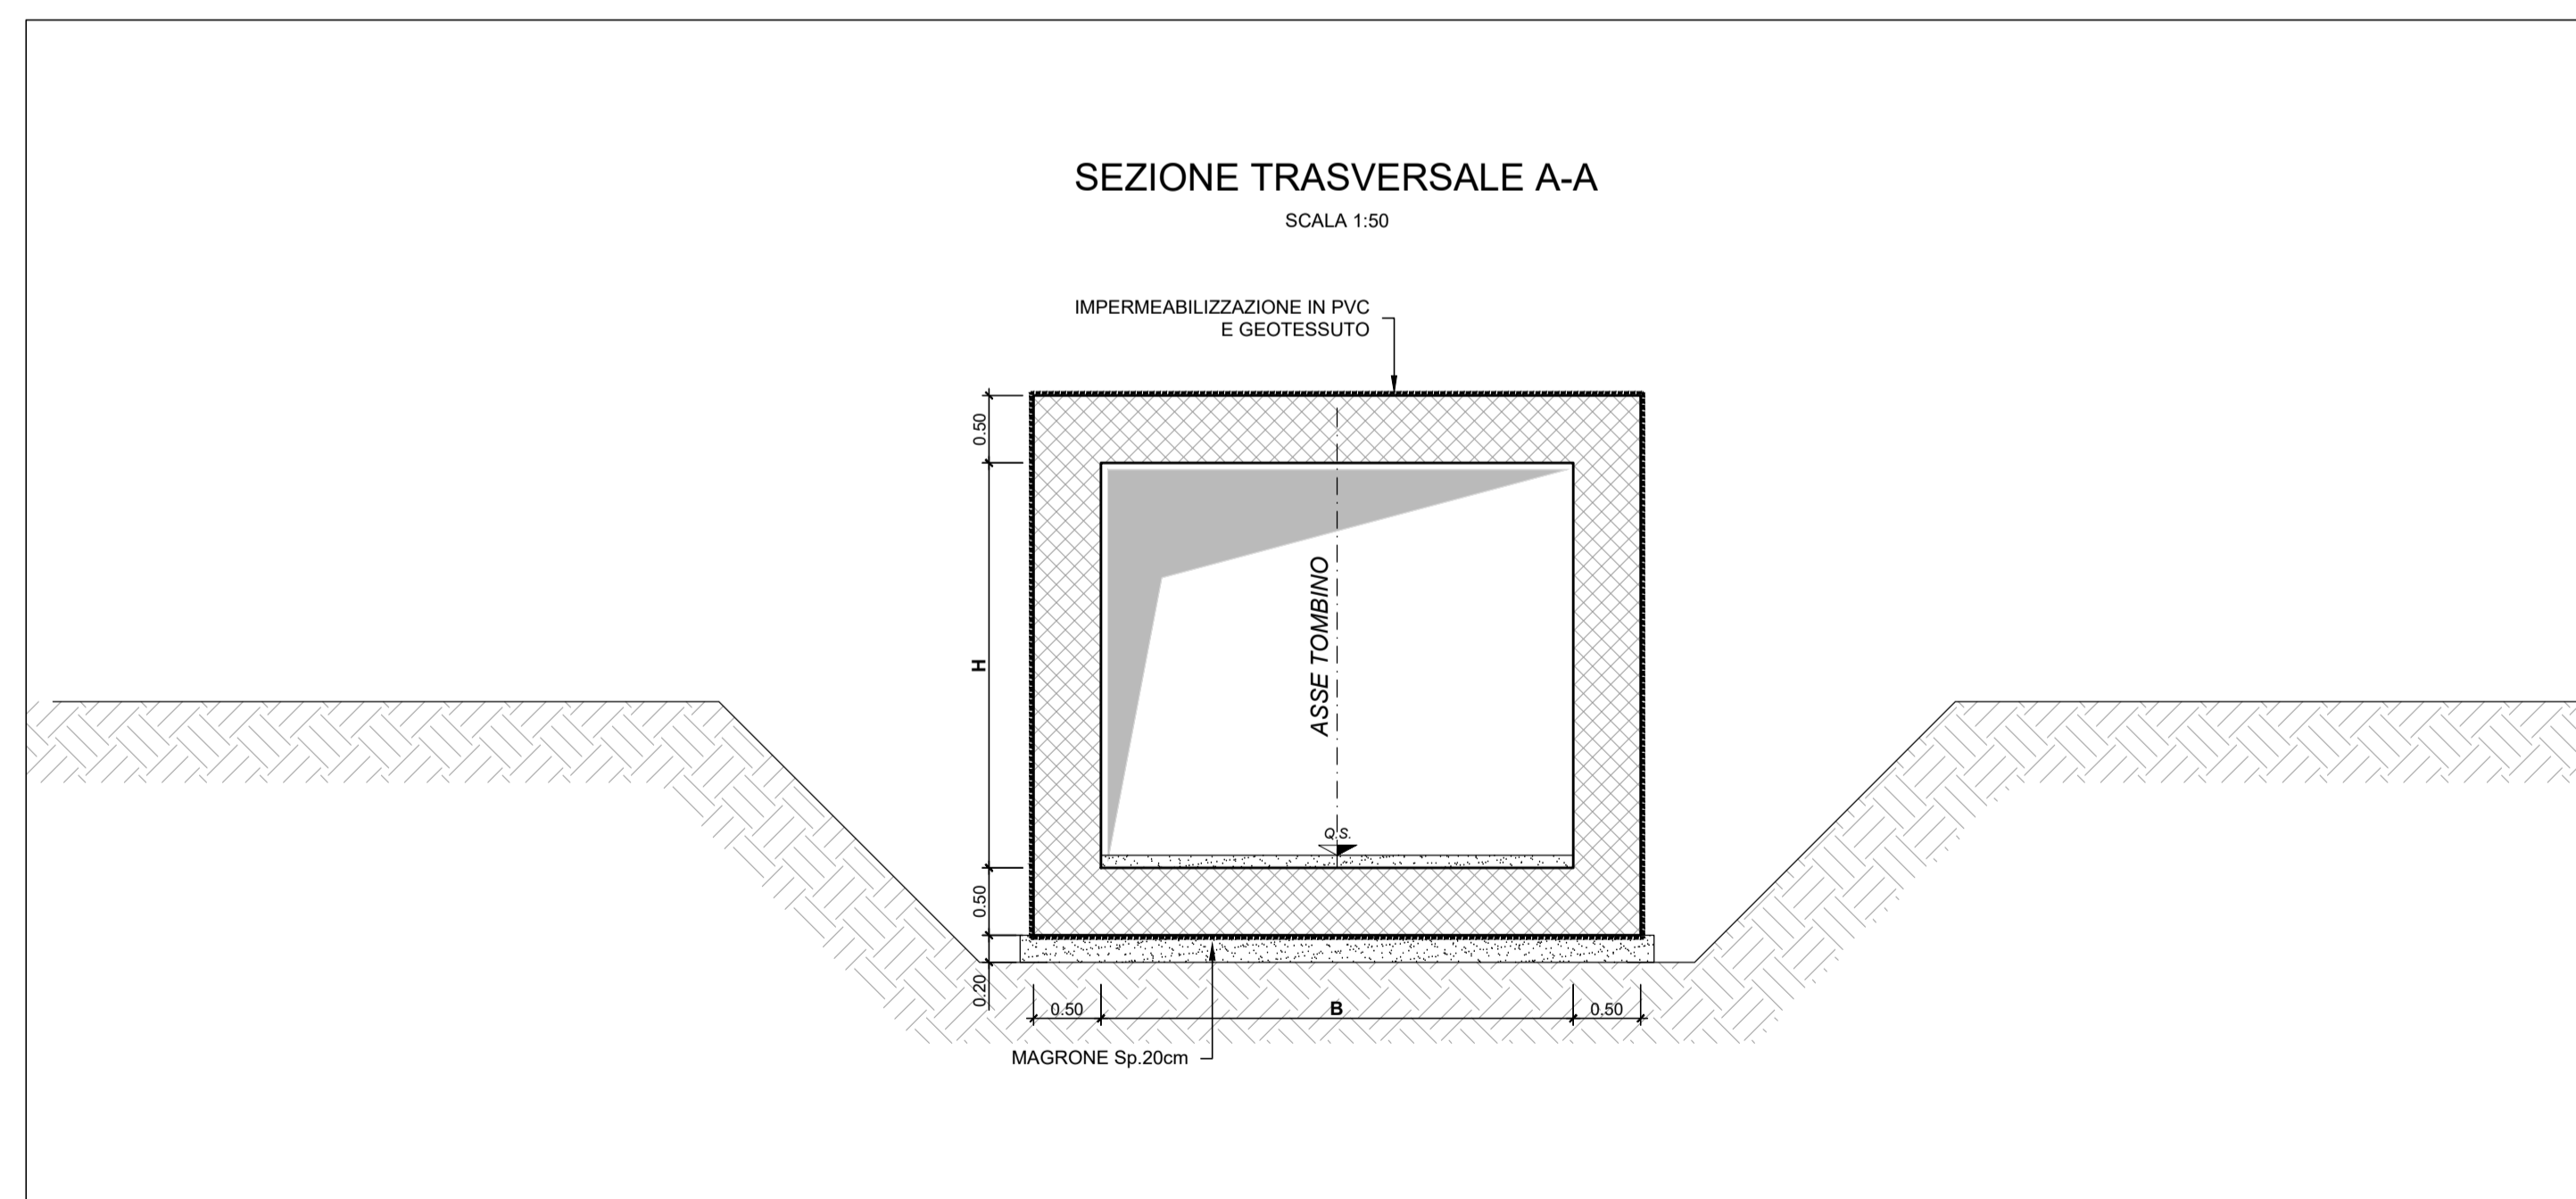 SEZIONE TRASVERSALE A-A
SCALA 1:50
IMPERMEABILIZZAZIONE IN PVC
E GEOTESSUTO
0.50
H
ASSE TOMBINO
Q.S.
0.50
0.20
0.50
B
0.50
MAGRONE Sp.20cm